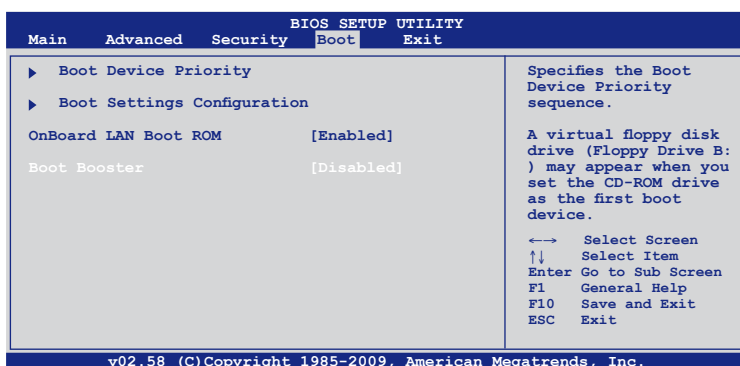 BIOS SETUP UTILITY
Main Advanced Security Boot Exit
Boot Device Priority
Boot Settings Configuration
OnBoard LAN Boot ROM [Enabled]
Boot Booster [Disabled]
Specifies the Boot
Device Priority
sequence.
A virtual floppy disk
drive (Floppy Drive B:
) may appear when you
set the CD-ROM drive
as the first boot
device.
←→ Select Screen
↑↓ Select Item
Enter Go to Sub Screen
F1 General Help
F10 Save and Exit
ESC Exit
v02.58 (C)Copyright 1985-2009, American Megatrends, Inc.